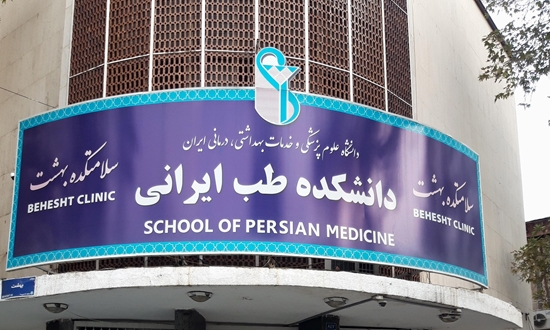 دانشگاه علوم پزشکی و خدمات بهداشتی، درمانی ایران
سلامتکده بهشت
BEHESHT CLINIC
دانشکده طب ایرانی
SCHOOL OF PERSIAN MEDICINE
سلامتکده بهشت
BEHESHT CLINIC
بهشت